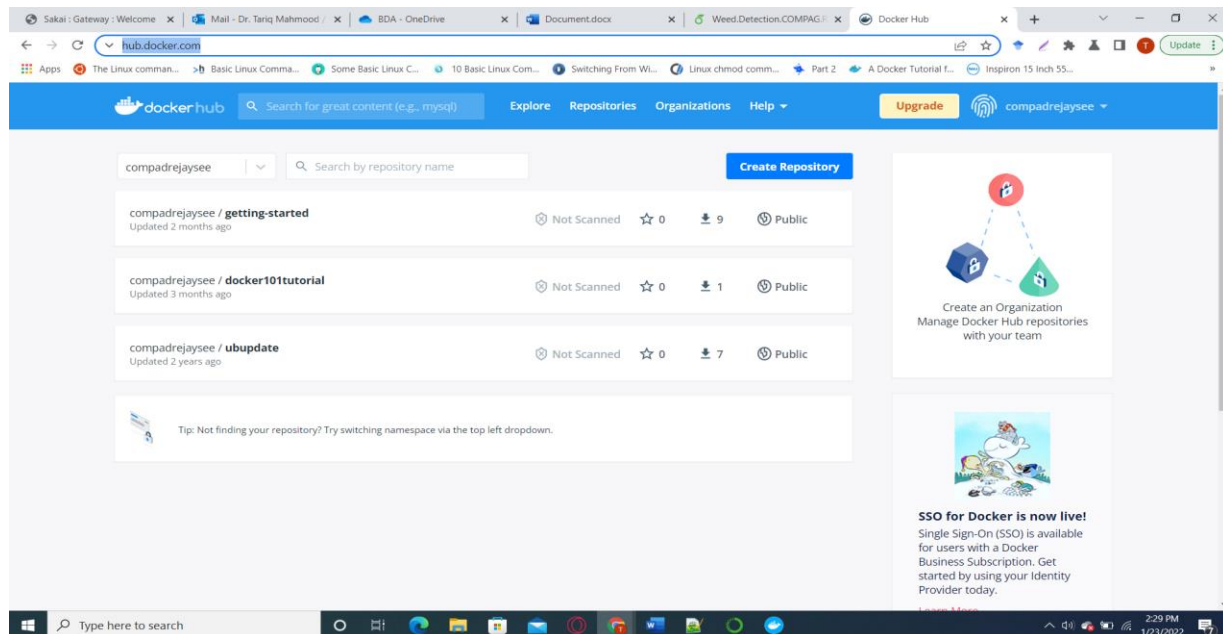 Sakai : Gateway : Welcome
Mail - Dr. Tariq Mahmood /
BDA - OneDrive
Document.docx
Weed.Detection.COMPAG.F
Docker Hub
hub.docker.com
Update
Apps
The Linux comman...
Basic Linux Comma...
Some Basic Linux C...
10 Basic Linux Com...
Switching From Wi...
Linux chmod comm...
Part 2
A Docker Tutorial f...
Inspiron 15 Inch 55...
dockerhub
Search for great content (e.g., mysql)
Explore Repositories Organizations Help
Upgrade
compadrejaysee
compadrejaysee
Search by repository name
Create Repository
compadrejaysee / getting-started
Updated 2 months ago
Not Scanned 0 9 Public
compadrejaysee / docker101tutorial
Updated 3 months ago
Not Scanned 0 1 Public
compadrejaysee / ubupdate
Updated 2 years ago
Not Scanned 0 7 Public
Tip: Not finding your repository? Try switching namespace via the top left dropdown.
Create an Organization
Manage Docker Hub repositories
with your team
SSO for Docker is now live!
Single Sign-On (SSO) is available
for users with a Docker
Business Subscription. Get
started by using your Identity
Provider today.
Learn More
Type here to search
2:29 PM
1/23/2022